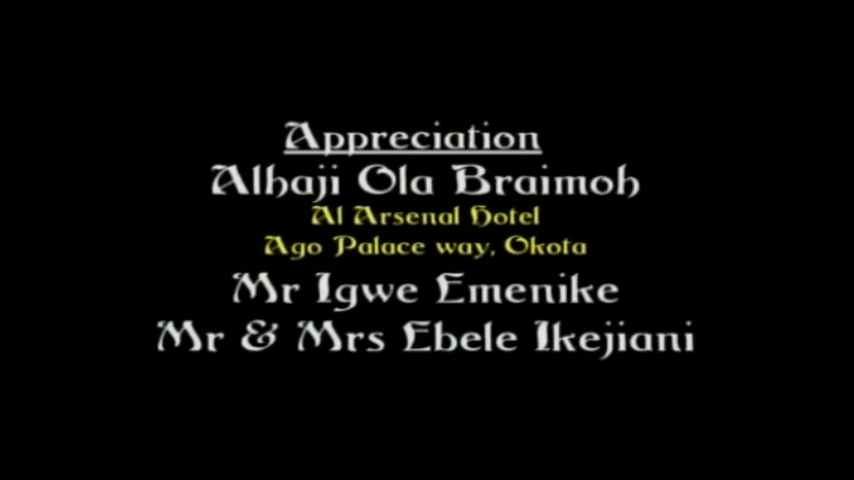 Appreciation
Alhaji Ola Braimoh
Al Arsenal Hotel
Ago Palace way, Okota
Mr Igwe Emenike
Mr & Mrs Ebele Ikejiani